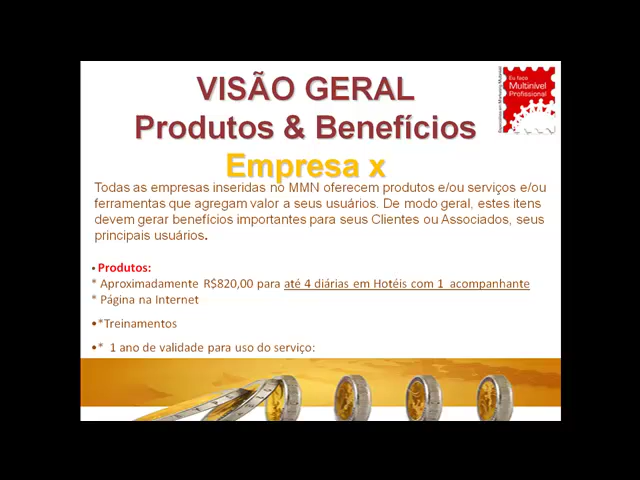 VISÃO GERAL
Produtos & Benefícios
Empresa x
Eu faço
Multinível
Profissional
Todas as empresas inseridas no MMN oferecem produtos e/ou serviços e/ou
ferramentas que agregam valor a seus usuários. De modo geral, estes itens
devem gerar benefícios importantes para seus Clientes ou Associados, seus
principais usuários.
• Produtos:
* Aproximadamente R$820,00 para até 4 diárias em Hotéis com 1 acompanhante
* Página na Internet
•*Treinamentos
•* 1 ano de validade para uso do serviço: